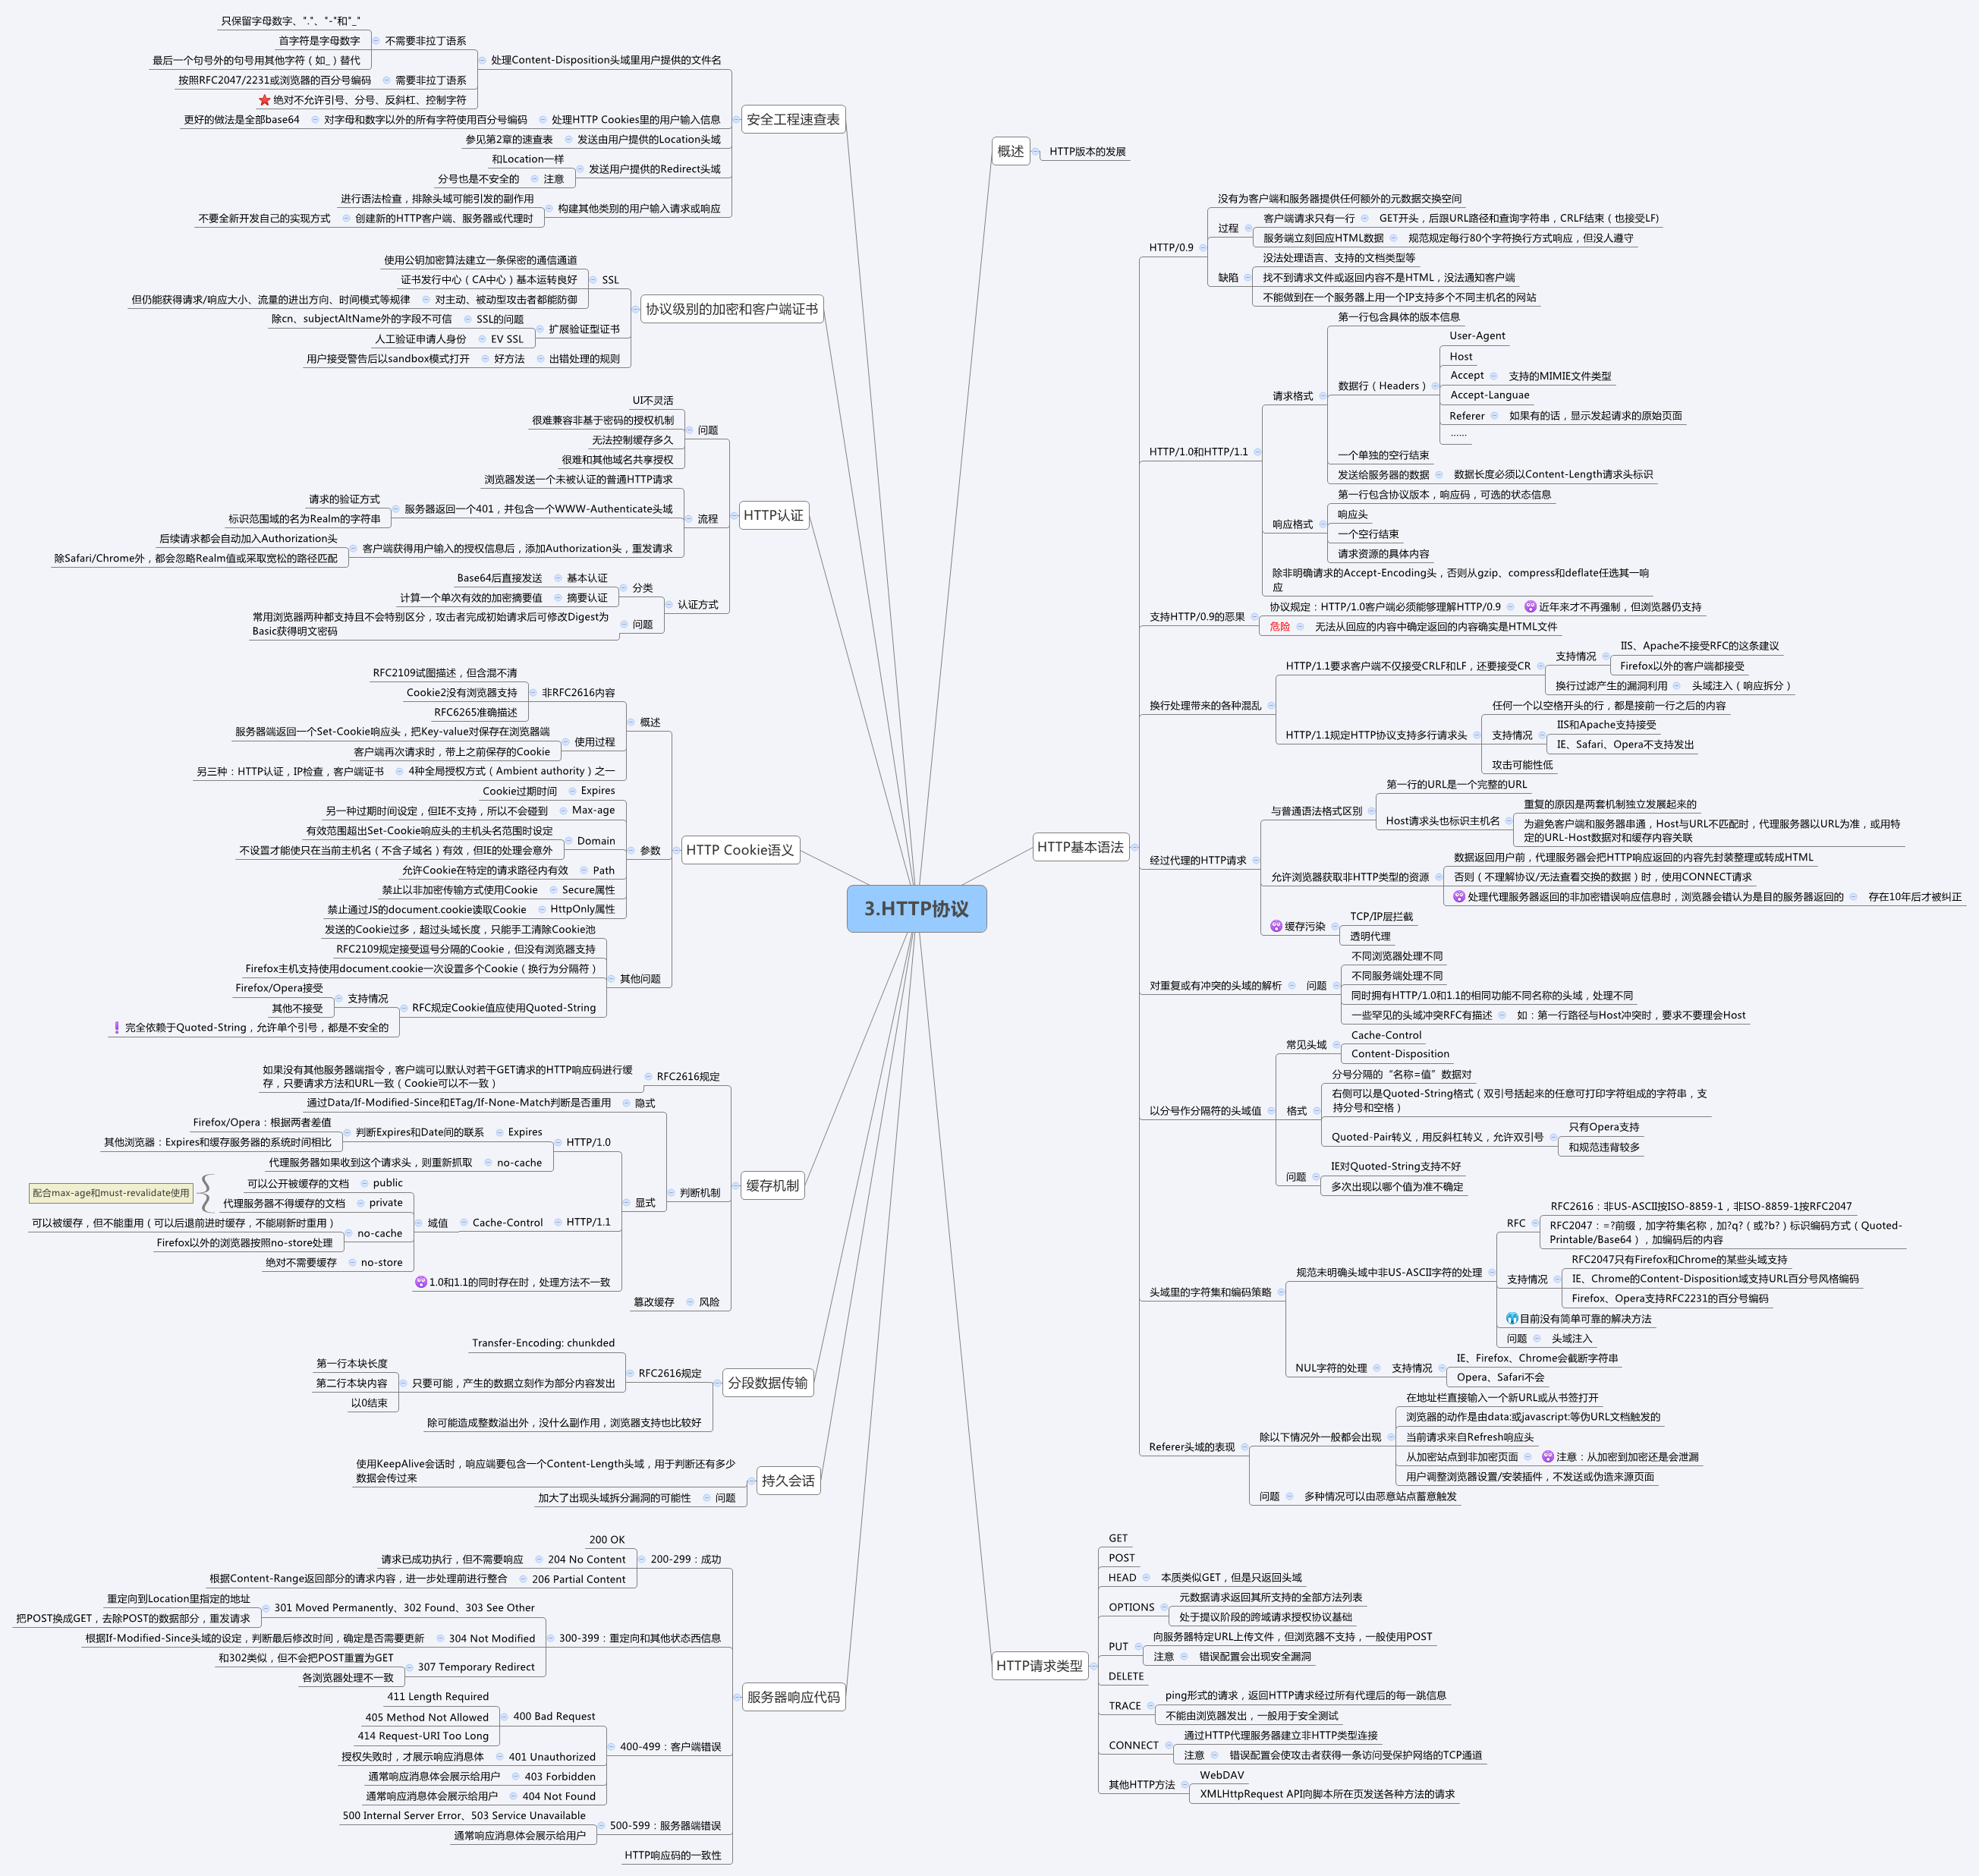 3.HTTP协议
概述
HTTP版本的发展
HTTP基本语法
HTTP/0.9
没有为客户端和服务器提供任何额外的元数据交换空间
过程
客户端请求只有一行
GET开头，后跟URL路径和查询字符串，CRLF结束（也接受LF)
服务端立刻回应HTML数据
规范规定每行80个字符换行方式响应，但没人遵守
缺陷
没法处理语言、支持的文档类型等
找不到请求文件或返回内容不是HTML，没法通知客户端
不能做到在一个服务器上用一个IP支持多个不同主机名的网站
HTTP/1.0和HTTP/1.1
请求格式
第一行包含具体的版本信息
数据行（Headers）
User-Agent
Host
Accept
支持的MIMIE文件类型
Accept-Languae
Referer
如果有的话，显示发起请求的原始页面
......
一个单独的空行结束
发送给服务器的数据
数据长度必须以Content-Length请求头标识
响应格式
第一行包含协议版本，响应码，可选的状态信息
响应头
一个空行结束
请求资源的具体内容
除非明确请求的Accept-Encoding头，否则从gzip、compress和deflate任选其一响
应
支持HTTP/0.9的恶果
协议规定：HTTP/1.0客户端必须能够理解HTTP/0.9
近年来才不再强制，但浏览器仍支持
危险
无法从回应的内容中确定返回的内容确实是HTML文件
换行处理带来的各种混乱
HTTP/1.1要求客户端不仅接受CRLF和LF，还要接受CR
支持情况
IIS、Apache不接受RFC的这条建议
Firefox以外的客户端都接受
换行过滤产生的漏洞利用
头域注入（响应拆分）
HTTP/1.1规定HTTP协议支持多行请求头
任何一个以空格开头的行，都是接前一行之后的内容
支持情况
IIS和Apache支持接受
IE、Safari、Opera不支持发出
攻击可能性低
经过代理的HTTP请求
与普通语法格式区别
第一行的URL是一个完整的URL
Host请求头也标识主机名
重复的原因是两套机制独立发展起来的
为避免客户端和服务器串通，Host与URL不匹配时，代理服务器以URL为准，或用特
定的URL-Host数据对和缓存内容关联
允许浏览器获取非HTTP类型的资源
数据返回用户前，代理服务器会把HTTP响应返回的内容先封装整理或转成HTML
否则（不理解协议/无法查看交换的数据）时，使用CONNECT请求
处理代理服务器返回的非加密错误响应信息时，浏览器会错认为是目的服务器返回的
存在10年后才被纠正
缓存污染
TCP/IP层拦截
透明代理
对重复或有冲突的头域的解析
问题
不同浏览器处理不同
不同服务端处理不同
同时拥有HTTP/1.0和1.1的相同功能不同名称的头域，处理不同
一些罕见的头域冲突RFC有描述
如：第一行路径与Host冲突时，要求不要理会Host
以分号作分隔符的头域值
常见头域
Cache-Control
Content-Disposition
格式
分号分隔的“名称=值”数据对
右侧可以是Quoted-String格式（双引号括起来的任意可打印字符组成的字符串，支
持分号和空格）
Quoted-Pair转义，用反斜杠转义，允许双引号
只有Opera支持
和规范违背较多
问题
IE对Quoted-String支持不好
多次出现以哪个值为准不确定
头域里的字符集和编码策略
规范未明确头域中非US-ASCII字符的处理
RFC
RFC2616：非US-ASCII按ISO-8859-1，非ISO-8859-1按RFC2047
RFC2047：=?前缀，加字符集名称，加?q?（或?b?）标识编码方式（Quoted-
Printable/Base64），加编码后的内容
支持情况
RFC2047只有Firefox和Chrome的某些头域支持
IE、Chrome的Content-Disposition域支持URL百分号风格编码
Firefox、Opera支持RFC2231的百分号编码
目前没有简单可靠的解决方法
问题
头域注入
NUL字符的处理
支持情况
IE、Firefox、Chrome会截断字符串
Opera、Safari不会
Referer头域的表现
除以下情况外一般都会出现
在地址栏直接输入一个新URL或从书签打开
浏览器的动作是由data:或javascript:等伪URL文档触发的
当前请求来自Refresh响应头
从加密站点到非加密页面
注意：从加密到加密还是会泄漏
用户调整浏览器设置/安装插件，不发送或伪造来源页面
问题
多种情况可以由恶意站点蓄意触发
HTTP请求类型
GET
POST
HEAD
本质类似GET，但是只返回头域
OPTIONS
元数据请求返回其所支持的全部方法列表
处于提议阶段的跨域请求授权协议基础
PUT
向服务器特定URL上传文件，但浏览器不支持，一般使用POST
注意
错误配置会出现安全漏洞
DELETE
TRACE
ping形式的请求，返回HTTP请求经过所有代理后的每一跳信息
不能由浏览器发出，一般用于安全测试
CONNECT
通过HTTP代理服务器建立非HTTP类型连接
注意
错误配置会使攻击者获得一条访问受保护网络的TCP通道
其他HTTP方法
WebDAV
XMLHttpRequest API向脚本所在页发送各种方法的请求
安全工程速查表
处理Content-Disposition头域里用户提供的文件名
不需要非拉丁语系
只保留字母数字、"."、"-"和"_"
首字符是字母数字
最后一个句号外的句号用其他字符（如_）替代
需要非拉丁语系
按照RFC2047/2231或浏览器的百分号编码
绝对不允许引号、分号、反斜杠、控制字符
处理HTTP Cookies里的用户输入信息
对字母和数字以外的所有字符使用百分号编码
更好的做法是全部base64
发送由用户提供的Location头域
参见第2章的速查表
发送用户提供的Redirect头域
和Location一样
注意
分号也是不安全的
构建其他类别的用户输入请求或响应
进行语法检查，排除头域可能引发的副作用
创建新的HTTP客户端、服务器或代理时
不要全新开发自己的实现方式
协议级别的加密和客户端证书
SSL
使用公钥加密算法建立一条保密的通信通道
证书发行中心（CA中心）基本运转良好
对主动、被动型攻击者都能防御
但仍能获得请求/响应大小、流量的进出方向、时间模式等规律
扩展验证型证书
SSL的问题
除cn、subjectAltName外的字段不可信
EV SSL
人工验证申请人身份
出错处理的规则
好方法
用户接受警告后以sandbox模式打开
HTTP认证
问题
UI不灵活
很难兼容非基于密码的授权机制
无法控制缓存多久
很难和其他域名共享授权
流程
浏览器发送一个未被认证的普通HTTP请求
服务器返回一个401，并包含一个WWW-Authenticate头域
请求的验证方式
标识范围域的名为Realm的字符串
客户端获得用户输入的授权信息后，添加Authorization头，重发请求
后续请求都会自动加入Authorization头
除Safari/Chrome外，都会忽略Realm值或采取宽松的路径匹配
认证方式
分类
基本认证
Base64后直接发送
摘要认证
计算一个单次有效的加密摘要值
问题
常用浏览器两种都支持且不会特别区分，攻击者完成初始请求后可修改Digest为
Basic获得明文密码
HTTP Cookie语义
概述
非RFC2616内容
RFC2109试图描述，但含混不清
Cookie2没有浏览器支持
RFC6265准确描述
使用过程
服务器端返回一个Set-Cookie响应头，把Key-value对保存在浏览器端
客户端再次请求时，带上之前保存的Cookie
4种全局授权方式（Ambient authority）之一
另三种：HTTP认证，IP检查，客户端证书
参数
Expires
Cookie过期时间
Max-age
另一种过期时间设定，但IE不支持，所以不会碰到
Domain
有效范围超出Set-Cookie响应头的主机头名范围时设定
不设置才能使只在当前主机名（不含子域名）有效，但IE的处理会意外
Path
允许Cookie在特定的请求路径内有效
Secure属性
禁止以非加密传输方式使用Cookie
HttpOnly属性
禁止通过JS的document.cookie读取Cookie
其他问题
发送的Cookie过多，超过头域长度，只能手工清除Cookie池
RFC2109规定接受逗号分隔的Cookie，但没有浏览器支持
Firefox主机支持使用document.cookie一次设置多个Cookie（换行为分隔符）
RFC规定Cookie值应使用Quoted-String
支持情况
Firefox/Opera接受
其他不接受
完全依赖于Quoted-String，允许单个引号，都是不安全的
缓存机制
RFC2616规定
如果没有其他服务器端指令，客户端可以默认对若干GET请求的HTTP响应码进行缓
存，只要请求方法和URL一致（Cookie可以不一致）
判断机制
隐式
通过Data/If-Modified-Since和ETag/If-None-Match判断是否重用
显式
HTTP/1.0
Expires
判断Expires和Date间的联系
Firefox/Opera：根据两者差值
其他浏览器：Expires和缓存服务器的系统时间相比
no-cache
代理服务器如果收到这个请求头，则重新抓取
HTTP/1.1
Cache-Control
域值
public
可以公开被缓存的文档
private
代理服务器不得缓存的文档
配合max-age和must-revalidate使用
no-cache
可以被缓存，但不能重用（可以后退前进时缓存，不能刷新时重用）
Firefox以外的浏览器按照no-store处理
no-store
绝对不需要缓存
1.0和1.1的同时存在时，处理方法不一致
风险
篡改缓存
分段数据传输
RFC2616规定
Transfer-Encoding: chunkded
只要可能，产生的数据立刻作为部分内容发出
第一行本块长度
第二行本块内容
以0结束
除可能造成整数溢出外，没什么副作用，浏览器支持也比较好
持久会话
使用KeepAlive会话时，响应端要包含一个Content-Length头域，用于判断还有多少
数据会传过来
问题
加大了出现头域拆分漏洞的可能性
服务器响应代码
200-299：成功
200 OK
204 No Content
请求已成功执行，但不需要响应
206 Partial Content
根据Content-Range返回部分的请求内容，进一步处理前进行整合
300-399：重定向和其他状态西信息
301 Moved Permanently、302 Found、303 See Other
重定向到Location里指定的地址
把POST换成GET，去除POST的数据部分，重发请求
304 Not Modified
根据If-Modified-Since头域的设定，判断最后修改时间，确定是否需要更新
307 Temporary Redirect
和302类似，但不会把POST重置为GET
各浏览器处理不一致
400-499：客户端错误
400 Bad Request
411 Length Required
405 Method Not Allowed
414 Request-URI Too Long
401 Unauthorized
授权失败时，才展示响应消息体
403 Forbidden
通常响应消息体会展示给用户
404 Not Found
通常响应消息体会展示给用户
500-599：服务器端错误
500 Internal Server Error、503 Service Unavailable
通常响应消息体会展示给用户
HTTP响应码的一致性